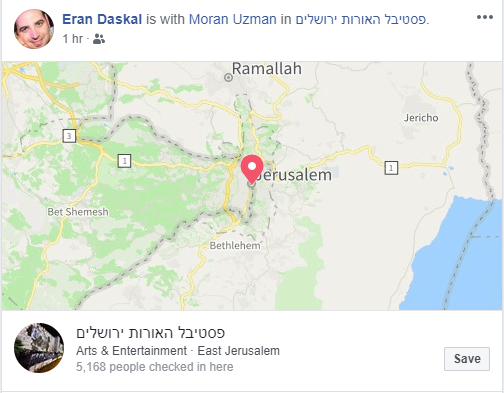 Eran Daskal is with Moran Uzman in פסטיבל האורות ירושלים.
1 hr ·
Ramallah
Jericho
3
1
1
Jerusalem
Bet Shemesh
Bethlehem
פסטיבל האורות ירושלים
Arts & Entertainment · East Jerusalem
5,168 people checked in here
Save